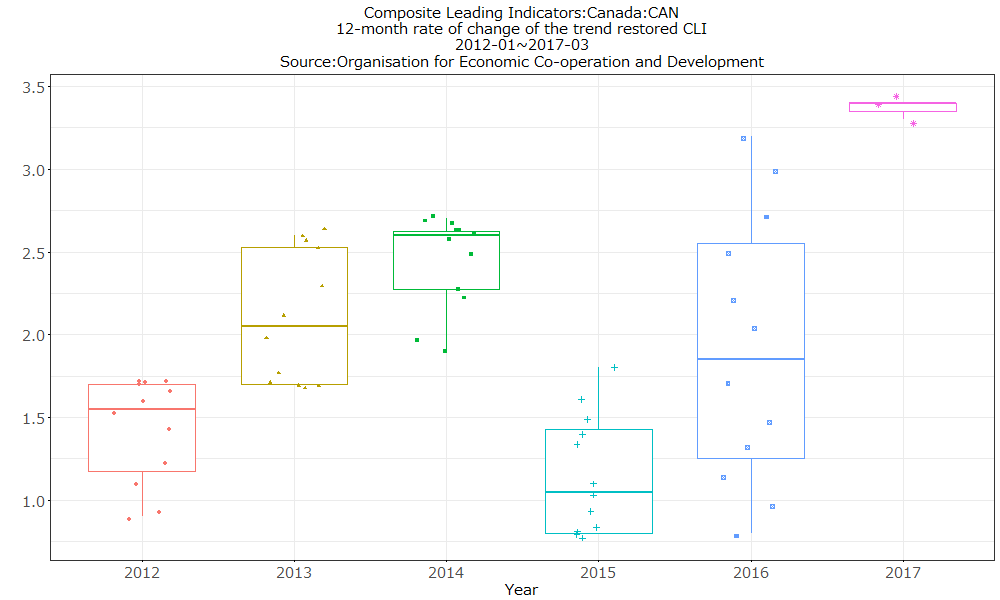 Composite Leading Indicators:Canada:CAN
12-month rate of change of the trend restored CLI
2012-01~2017-03
Source:Organisation for Economic Co-operation and Development
3.5
3.0
2.5
2.0
1.5
1.0
2012 2013 2014 2015 2016 2017
Year